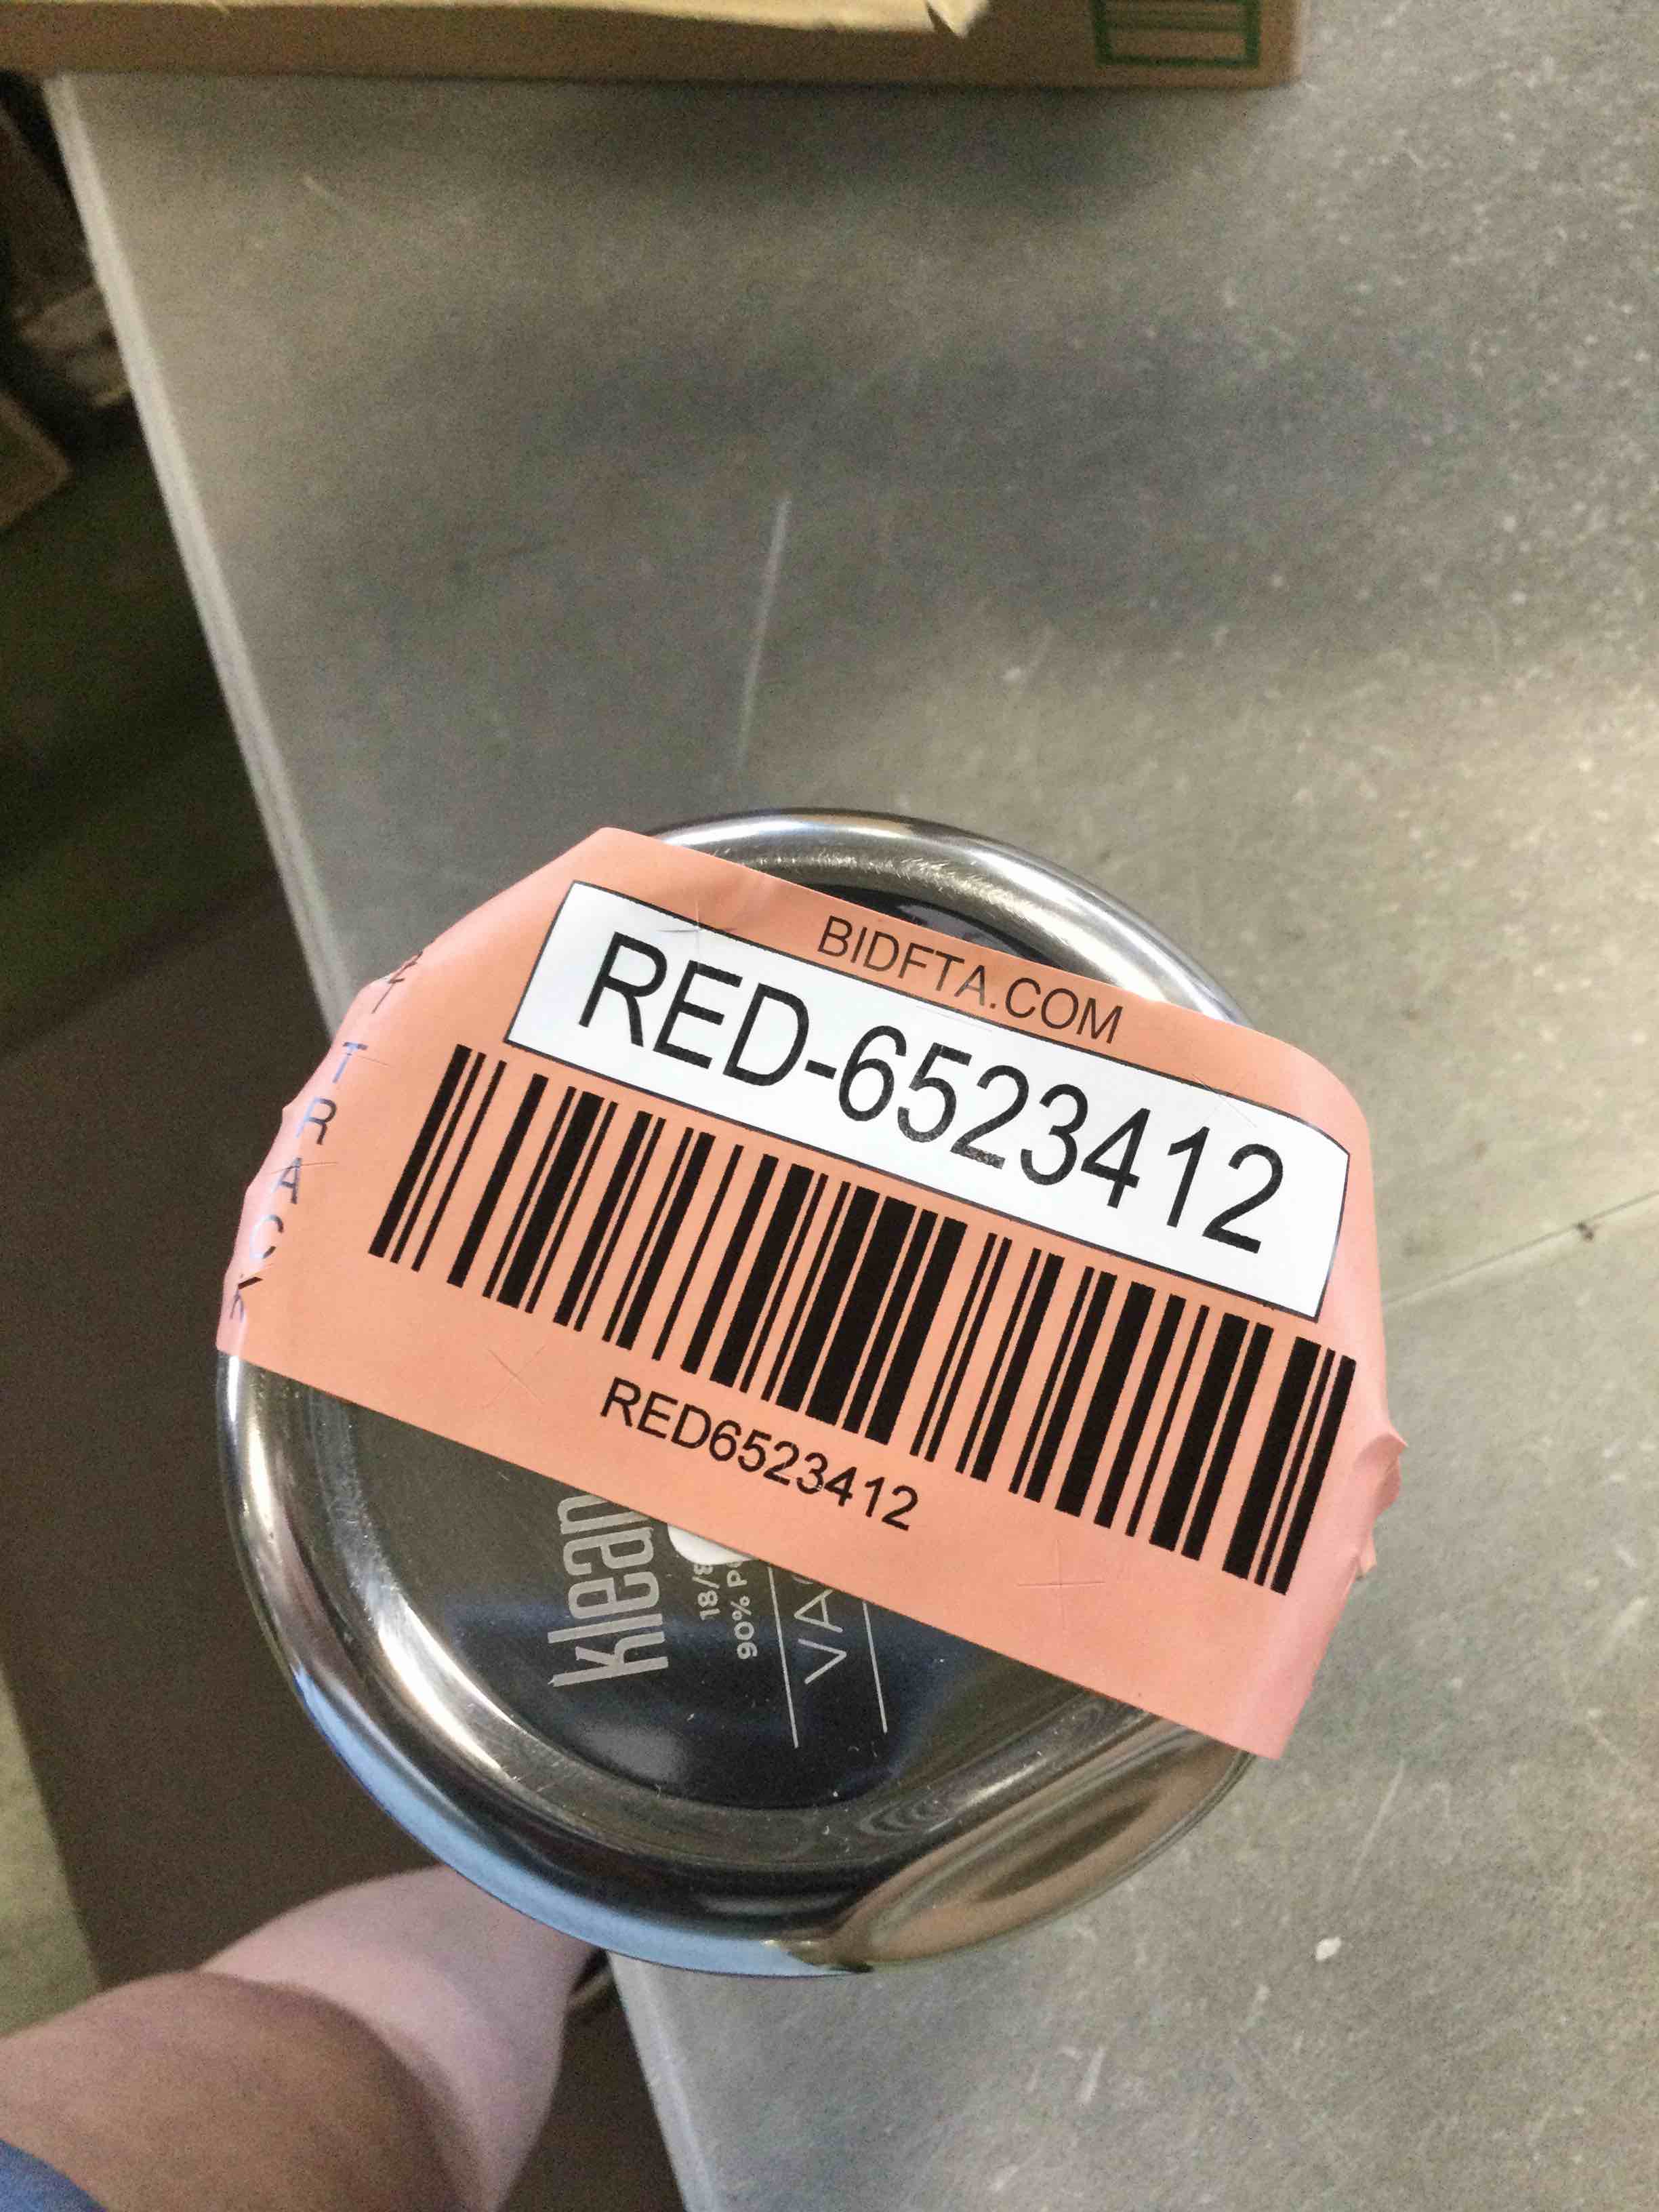 BIDFTA.COM
RED-6523412
RED6523412
TRACK
klean
18/8
90% P
VA